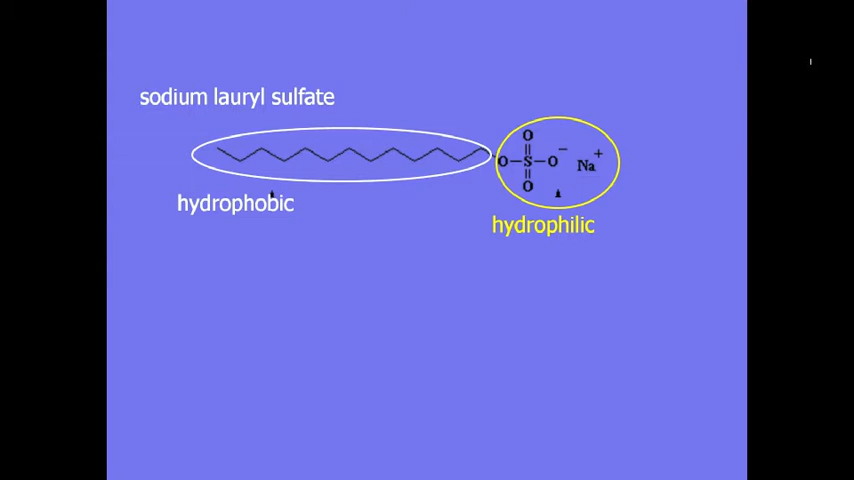 sodium lauryl sulfate
O
O-S-O− Na+
O
hydrophobic
hydrophilic